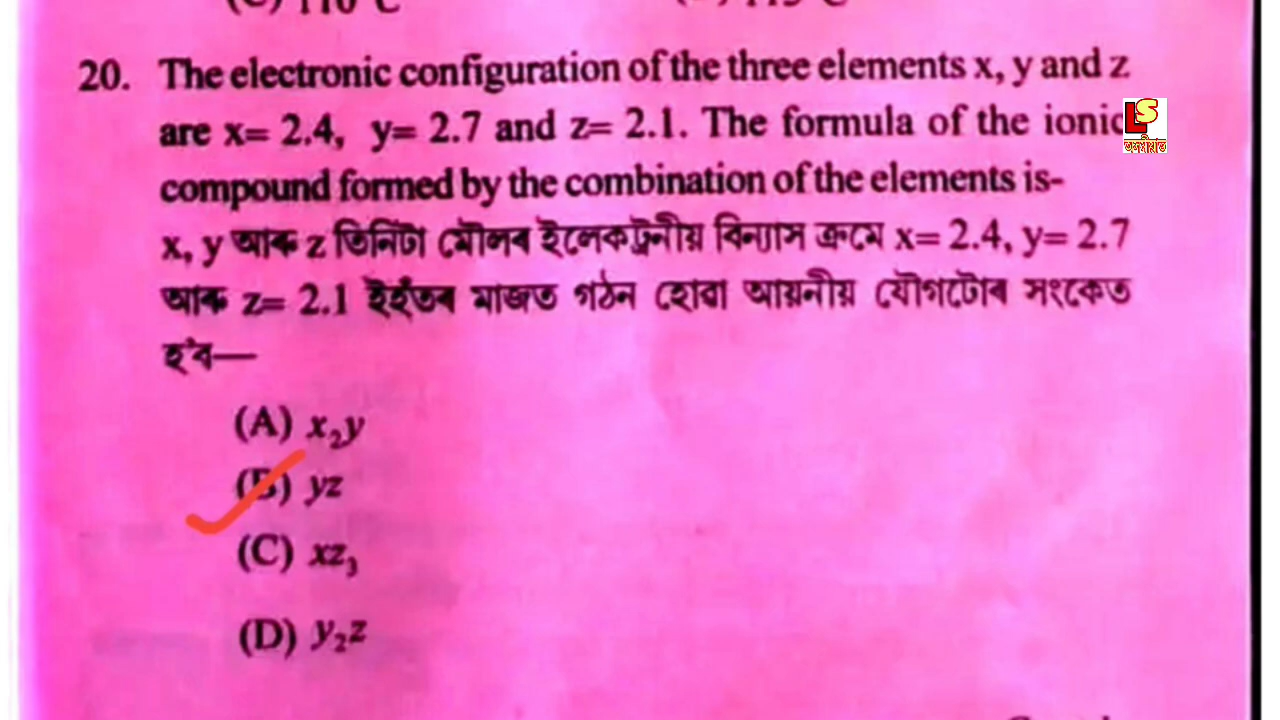 20. The electronic configuration of the three elements x, y and z
are x= 2.4, y= 2.7 and z= 2.1. The formula of the ionic
compound formed by the combination of the elements is-
x, y আৰু z তিনিটা মৌলৰ ইলেকট্ৰনীয় বিন্যাস ক্ৰমে x= 2.4, y= 2.7
আৰু z= 2.1 ইহঁতৰ মাজত গঠন হোৱা আয়নীয় যৌগটোৰ সংকেত
হ'ব—
(A) x₂y
(B) yz
(C) xz₃
(D) y₂z
LS